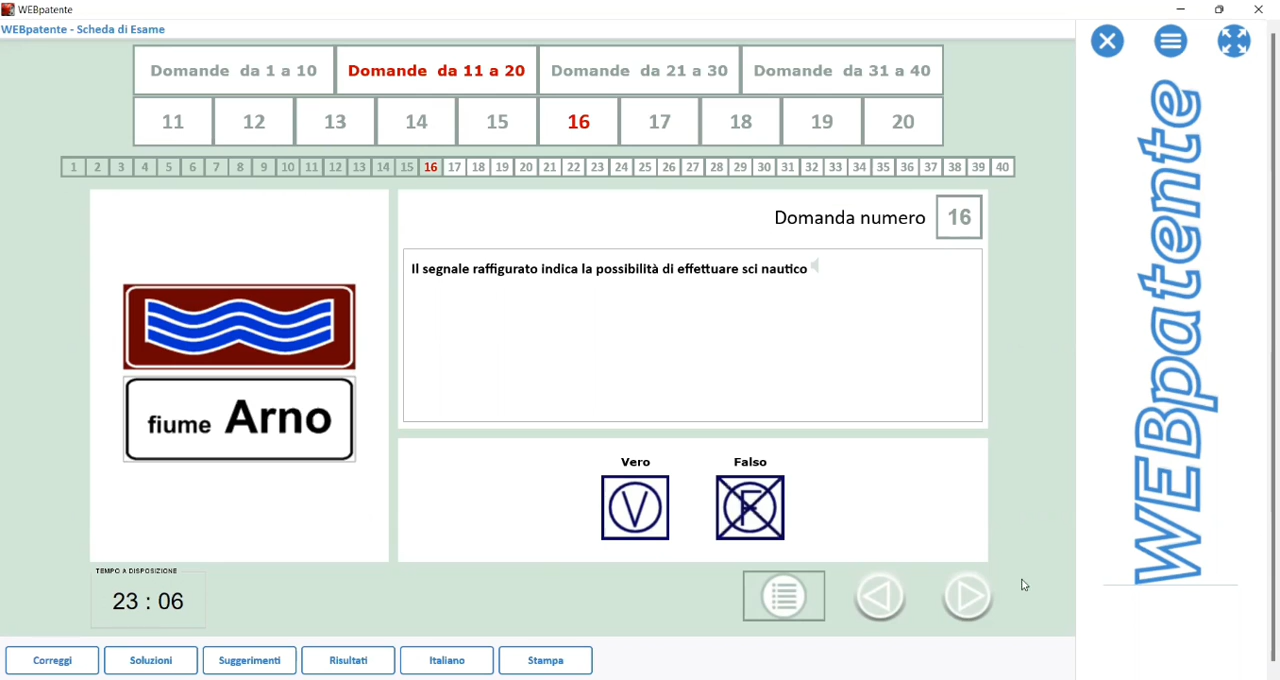 WEBpatente
WEBpatente - Scheda di Esame
Domande da 1 a 10
Domande da 11 a 20
Domande da 21 a 30
Domande da 31 a 40
11 12 13 14 15 16 17 18 19 20
1 2 3 4 5 6 7 8 9 10 11 12 13 14 15 16 17 18 19 20 21 22 23 24 25 26 27 28 29 30 31 32 33 34 35 36 37 38 39 40
Domanda numero 16
Il segnale raffigurato indica la possibilità di effettuare sci nautico
fiume Arno
Vero
Falso
V
F
TEMPO A DISPOSIZIONE
23 : 06
Correggi
Soluzioni
Suggerimenti
Risultati
Italiano
Stampa
WEBpatente